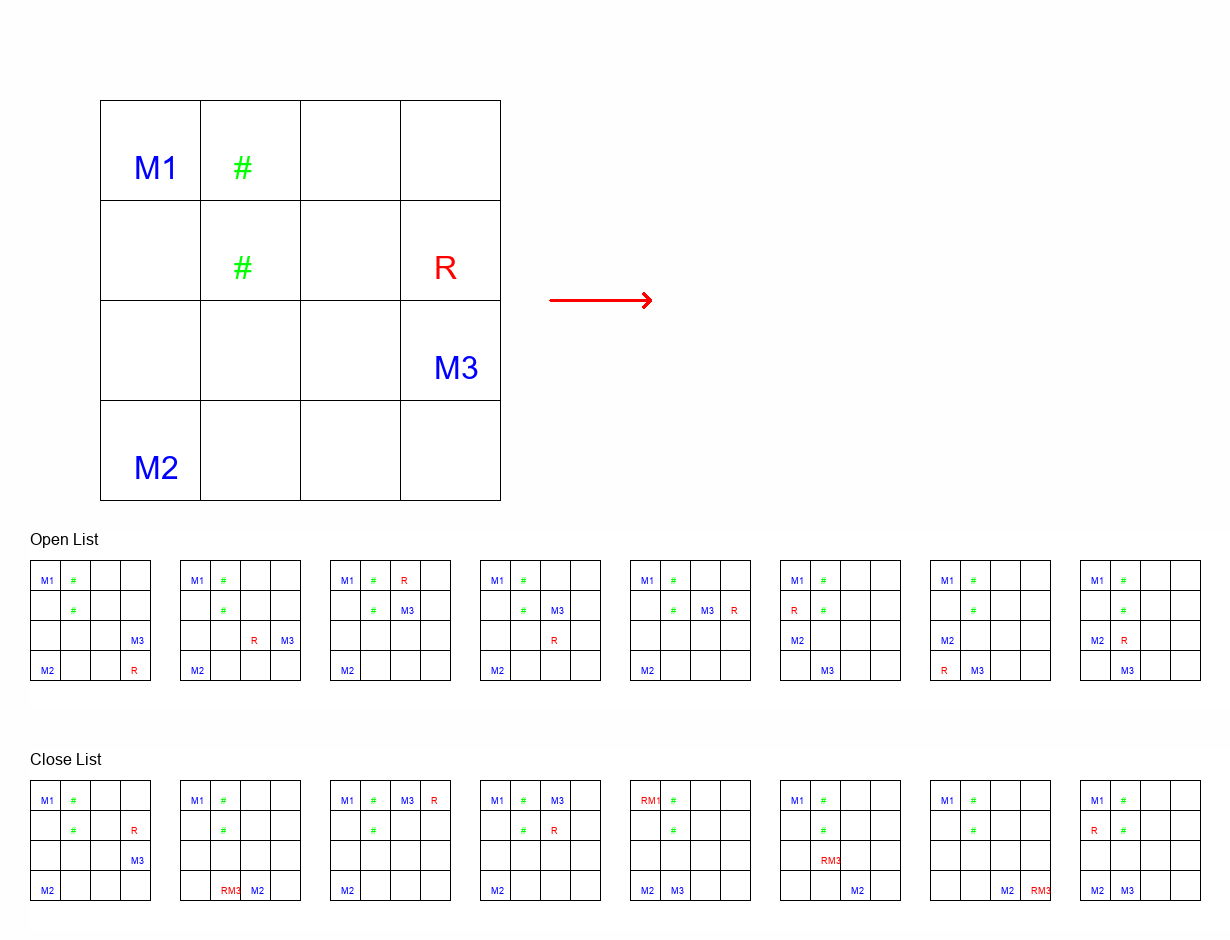 M1 #
# R
M3
M2
Open List
M1 # M1 # M1 # R M1 # M1 # M1 # M1 # M1 #
# # # M3 # M3 # M3 R R # # #
M3 R M3 R M2 M2 M2 R
M2 R M2 M2 M2 M2 M3 R M3 M3
Close List
M1 # M1 # M1 # M3 R M1 # M3 RM1 # M1 # M1 # M1 #
# R # # # R # # # R #
M3 RM3
M2 RM3 M2 M2 M2 M2 M3 M2 M2 RM3 M2 M3